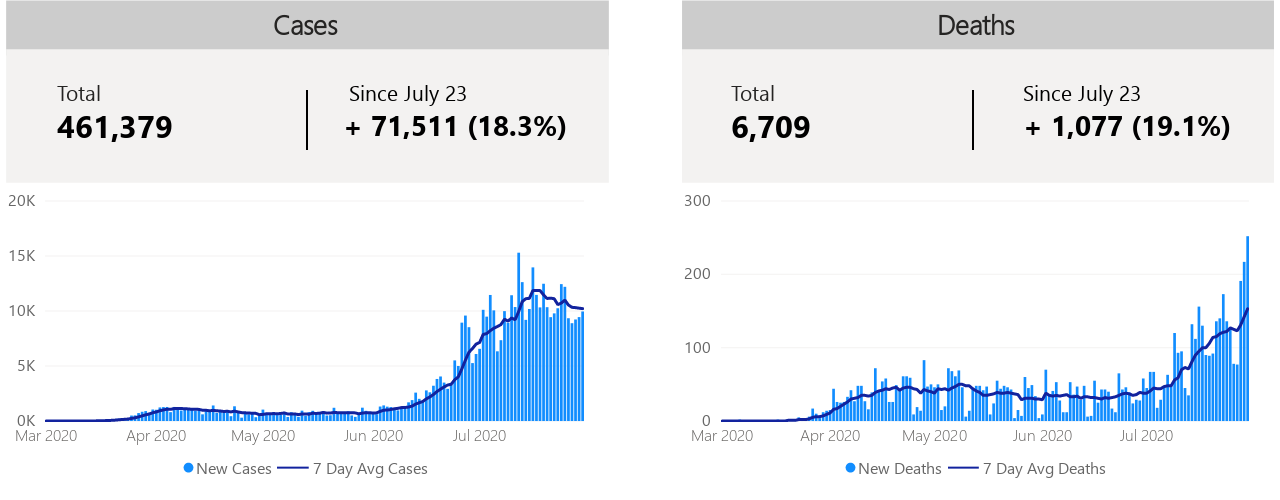 Cases
Total
461,379
Since July 23
+ 71,511 (18.3%)
20K
15K
10K
5K
0K
Mar 2020 Apr 2020 May 2020 Jun 2020 Jul 2020
New Cases 7 Day Avg Cases
Deaths
Total
6,709
Since July 23
+ 1,077 (19.1%)
300
200
100
0
Mar 2020 Apr 2020 May 2020 Jun 2020 Jul 2020
New Deaths 7 Day Avg Deaths